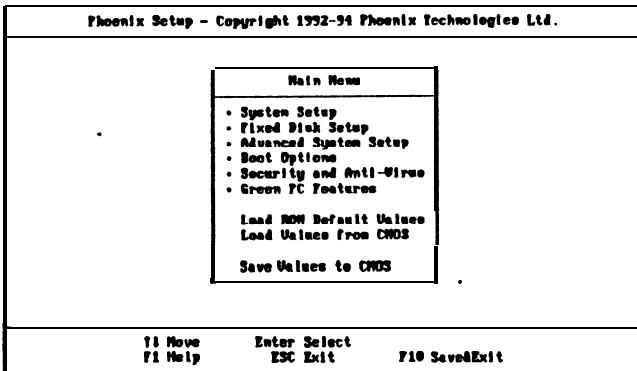 Phoenix Setup - Copyright 1992-94 Phoenix Technologies Ltd.
Main Menu
· System Setup
· Fixed Disk Setup
· Advanced System Setup
· Boot Options
· Security and Anti-Virus
· Green PC Features
Load ROM Default Values
Load Values from CMOS
Save Values to CMOS
↑↓ Move Enter Select
F1 Help ESC Exit F10 Save&Exit